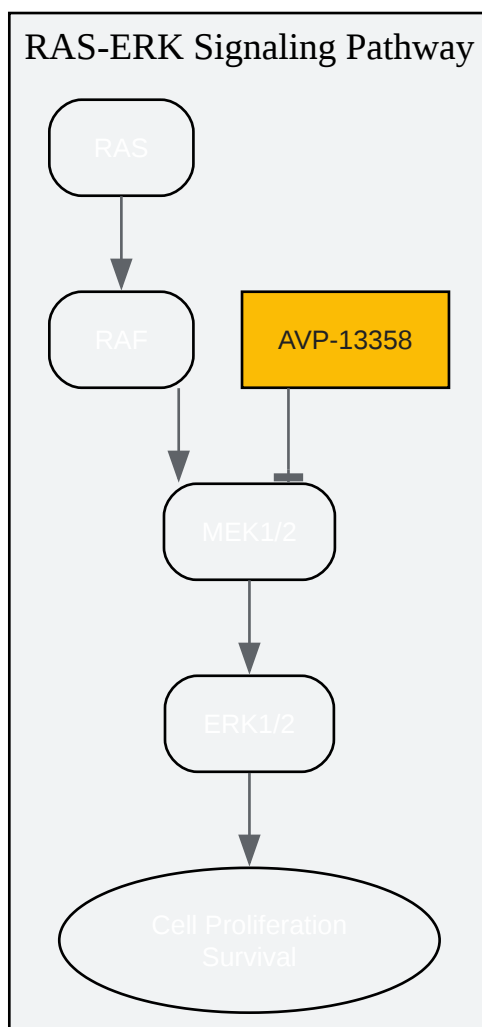 RAS-ERK Signaling Pathway
RAS
RAF
AVP-13358
MEK1/2
ERK1/2
Cell Proliferation
Survival